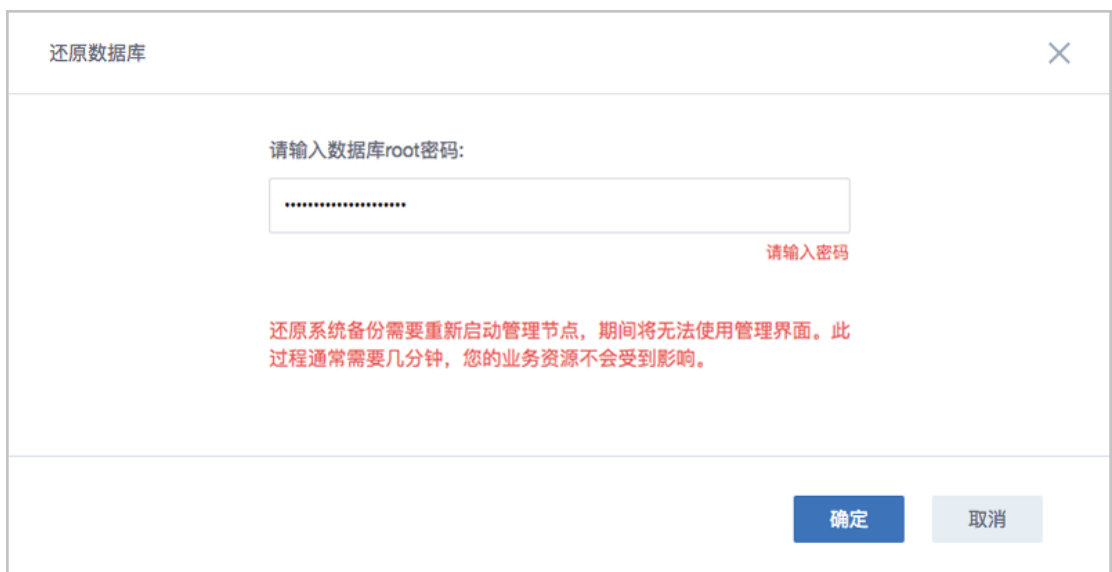 还原数据库
请输入数据库root密码:
•••••••••••••••••••••
请输入密码
还原系统备份需要重新启动管理节点，期间将无法使用管理界面。此
过程通常需要几分钟，您的业务资源不会受到影响。
确定
取消